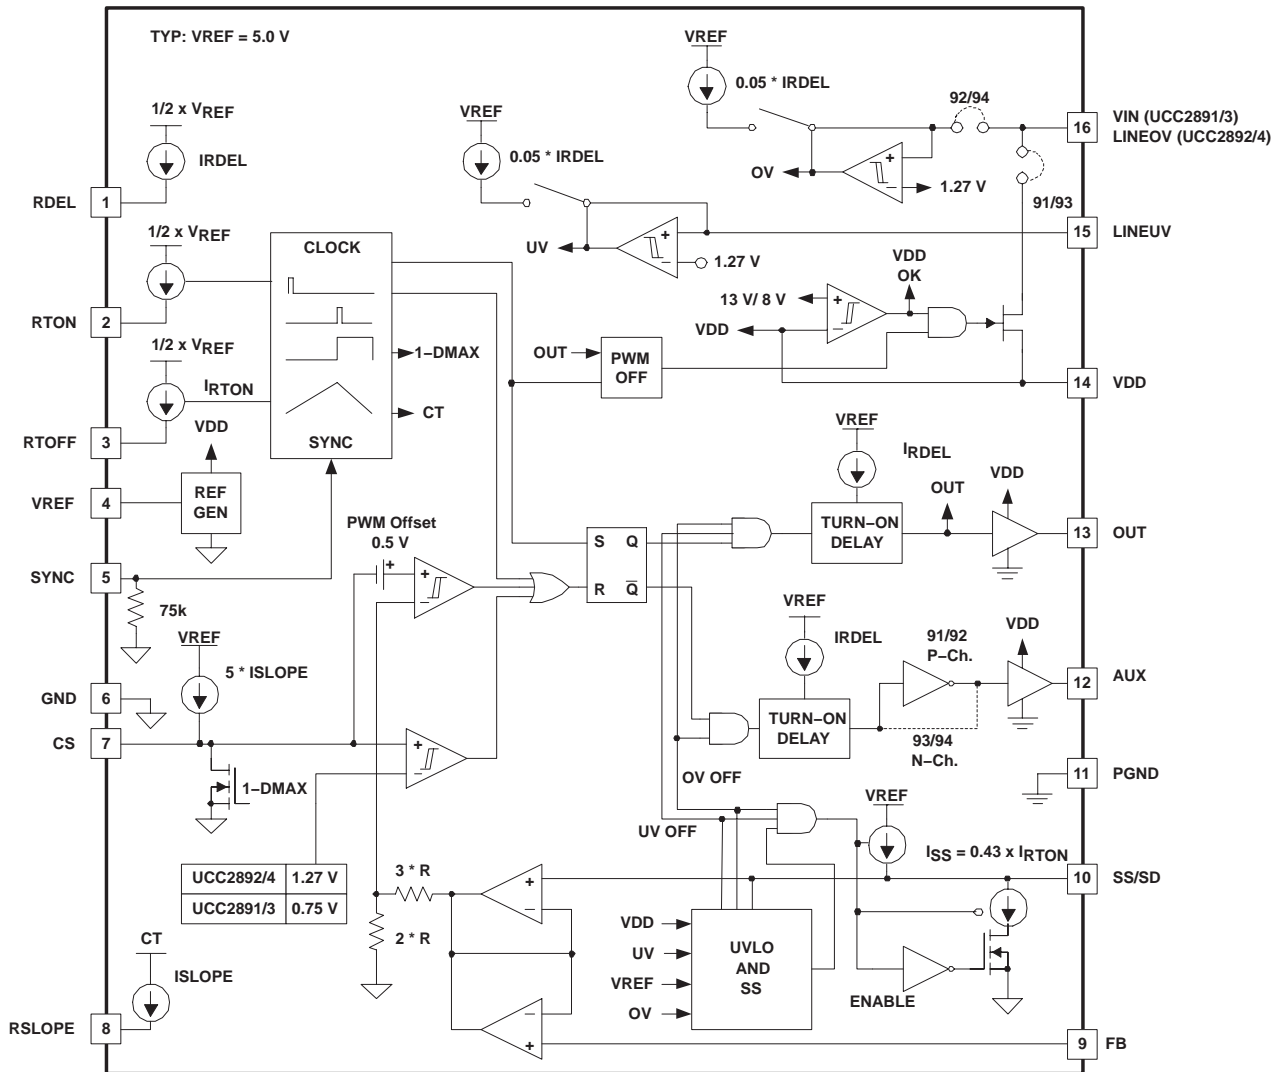 TYP: VREF = 5.0 V
VREF
0.05 * IRDEL
92/94
16
VIN (UCC2891/3)
LINEOV (UCC2892/4)
1/2 x VREF
IRDEL
VREF
0.05 * IRDEL
OV
+
−
1.27 V
91/93
RDEL
1
1/2 x VREF
CLOCK
UV
+
−
1.27 V
15
LINEUV
VDD
OK
13 V/ 8 V
+
−
VDD
RTON
2
1/2 x VREF
1−DMAX
OUT
PWM
OFF
14
VDD
IRTON
CT
RTOFF
3
VDD
SYNC
VREF
IRDEL
VREF
4
REF
GEN
OUT
VDD
PWM Offset
0.5 V
TURN−ON
DELAY
13
OUT
S
Q
SYNC
5
+
+
−
R
Q
75k
VREF
VREF
IRDEL
91/92
P−Ch.
VDD
5 * ISLOPE
12
AUX
GND
6
TURN−ON
DELAY
CS
7
+
−
93/94
N−Ch.
OV OFF
11
PGND
1−DMAX
VREF
UV OFF
ISS = 0.43 x IRTON
UCC2892/4
1.27 V
UCC2891/3
0.75 V
3 * R
+
−
10
SS/SD
2 * R
VDD
UV
VREF
OV
UVLO
AND
SS
CT
ISLOPE
ENABLE
RSLOPE
8
−
+
9
FB